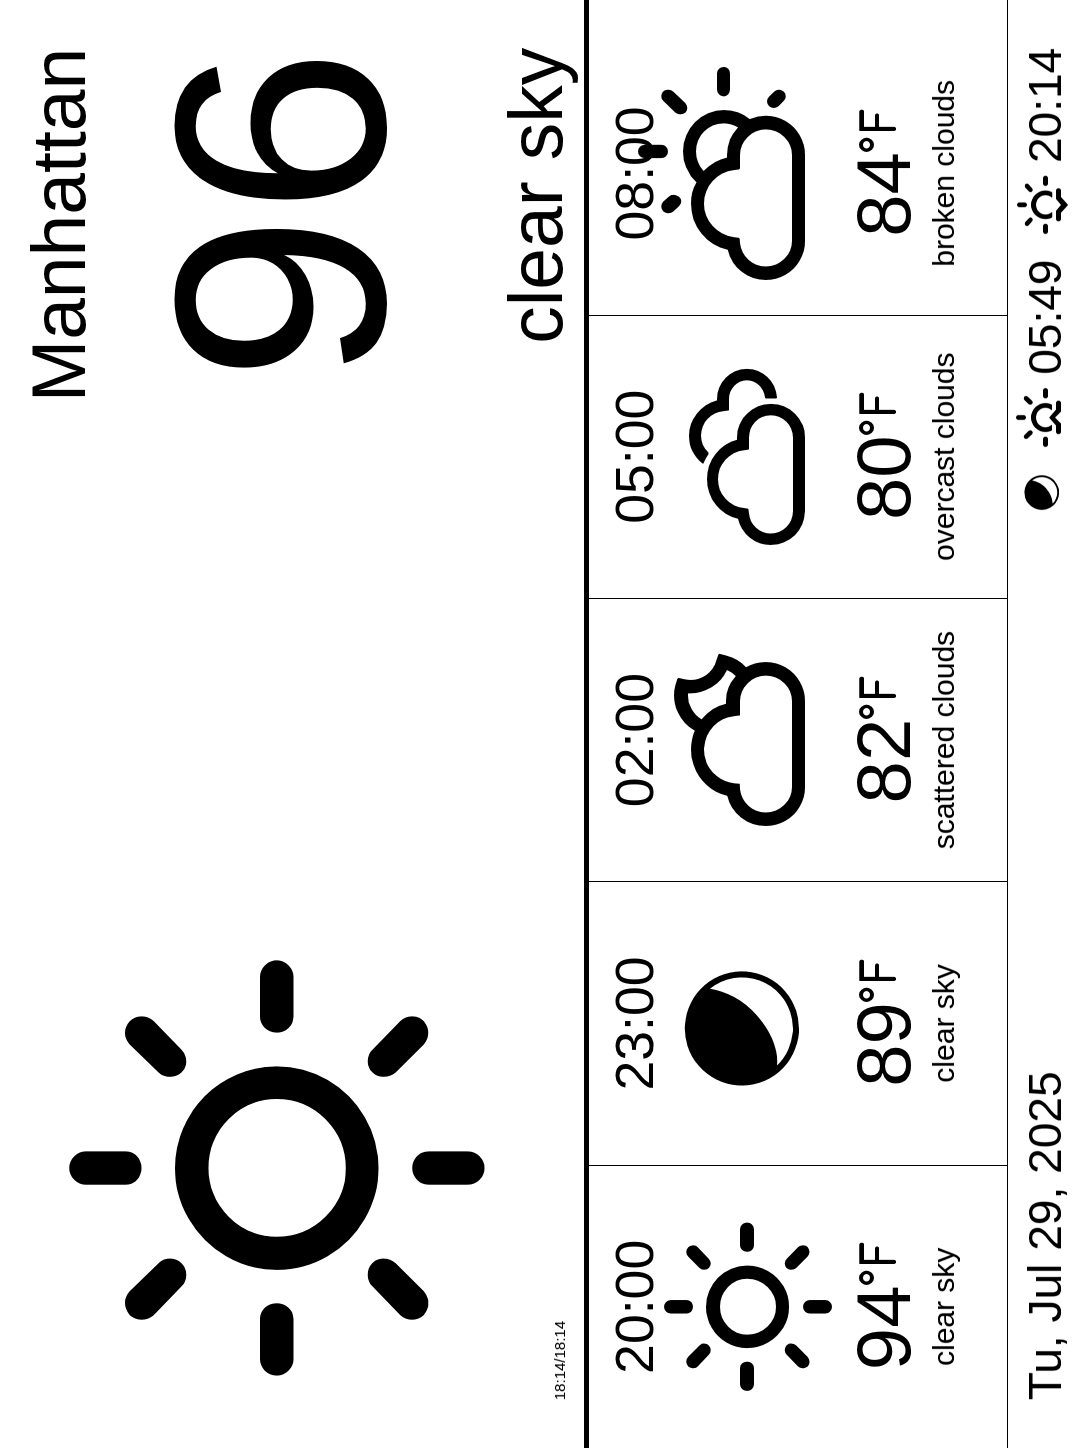 Manhattan
96
clear sky
18:14/18:14
20:00
94°F
clear sky
23:00
89°F
clear sky
02:00
82°F
scattered clouds
05:00
80°F
overcast clouds
08:00
84°F
broken clouds
Tu, Jul 29, 2025
05:49
20:14